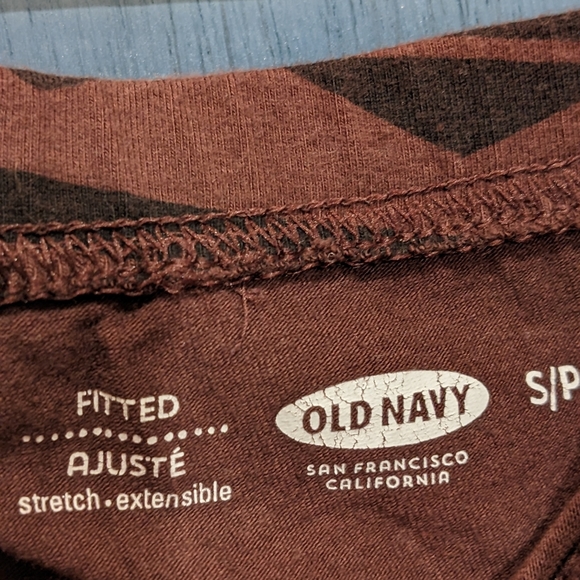 FITTED
AJUSTÉ
stretch • extensible
OLD NAVY
SAN FRANCISCO
CALIFORNIA
S/P